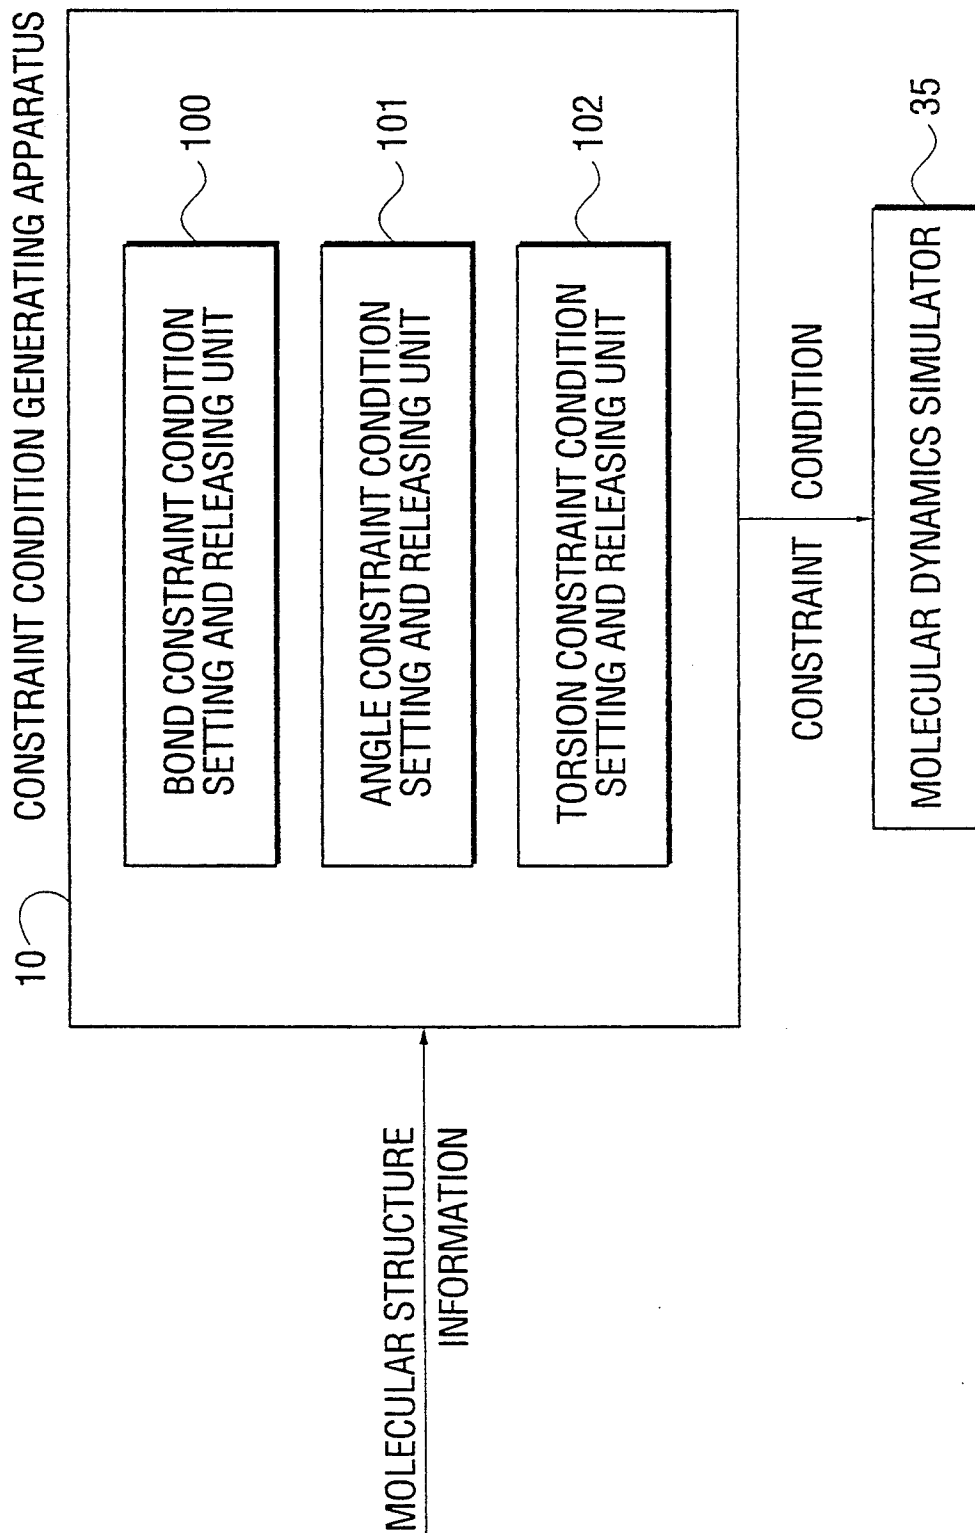 CONSTRAINT CONDITION GENERATING APPARATUS
10
BOND CONSTRAINT CONDITION
SETTING AND RELEASING UNIT
100
ANGLE CONSTRAINT CONDITION
SETTING AND RELEASING UNIT
101
TORSION CONSTRAINT CONDITION
SETTING AND RELEASING UNIT
102
MOLECULAR STRUCTURE
INFORMATION
CONSTRAINT CONDITION
MOLECULAR DYNAMICS SIMULATOR
35